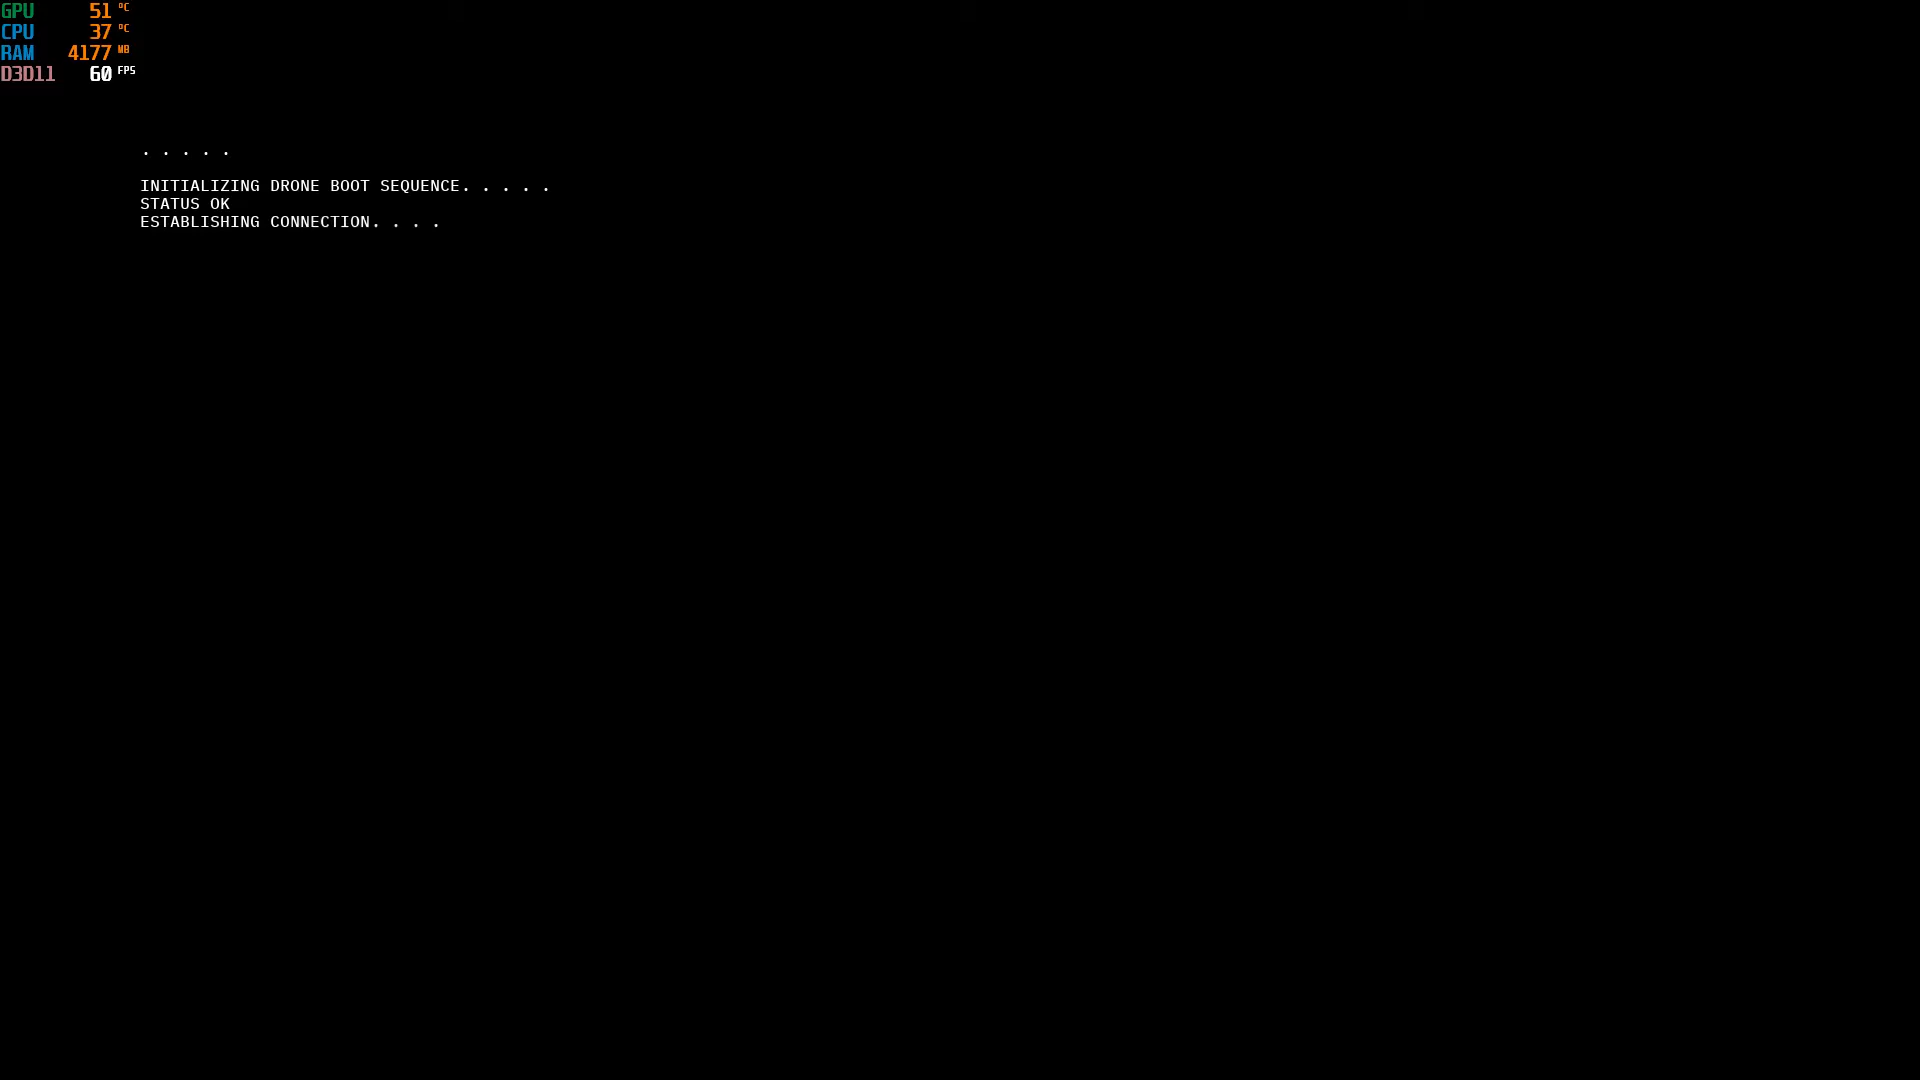 GPU 51 °C
CPU 37 °C
RAM 4177 MB
D3D11 60 FPS
. . . . .
INITIALIZING DRONE BOOT SEQUENCE. . . . .
STATUS OK
ESTABLISHING CONNECTION. . . .